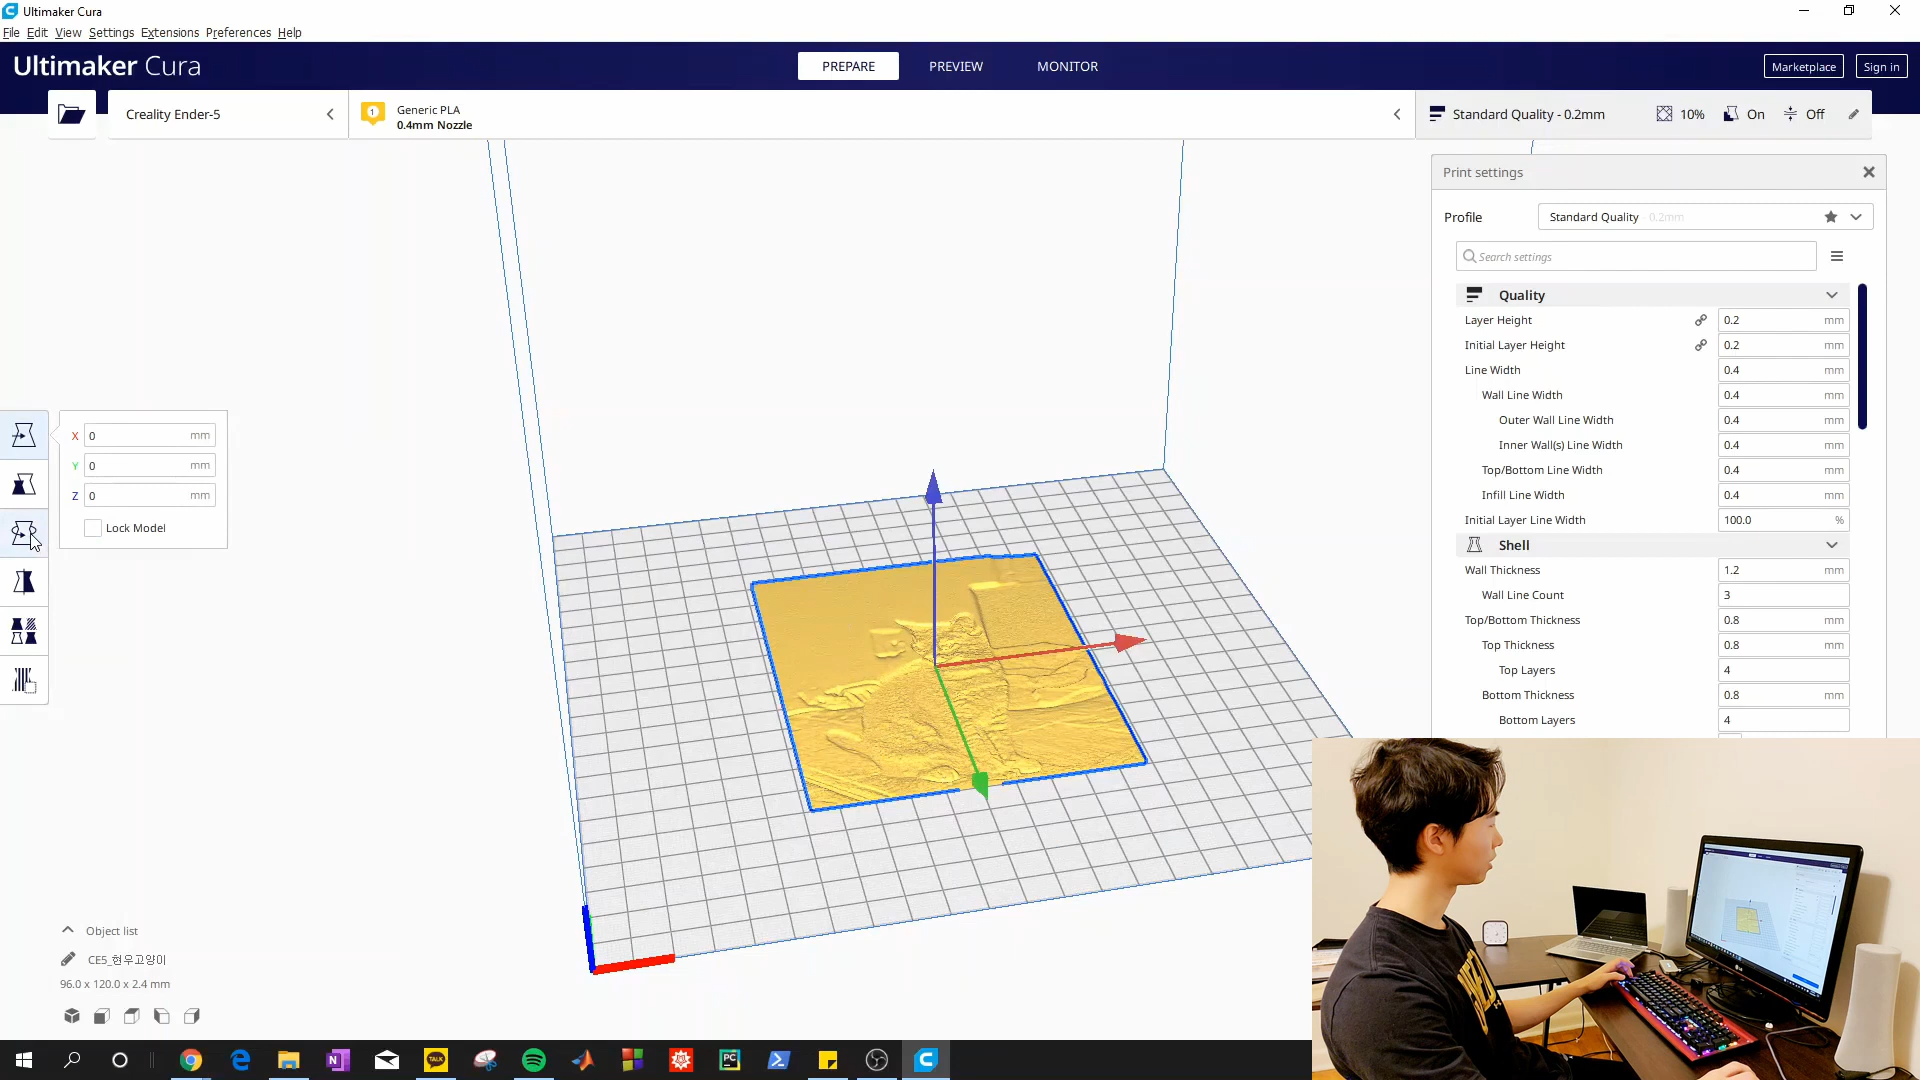 Ultimaker Cura
File Edit View Settings Extensions Preferences Help
Ultimaker Cura
PREPARE PREVIEW MONITOR
Marketplace Sign in
Creality Ender-5
1
Generic PLA
0.4mm Nozzle
Standard Quality - 0.2mm 10% On Off
Print settings
Profile Standard Quality - 0.2mm
Search settings
Quality
Layer Height 0.2 mm
Initial Layer Height 0.2 mm
Line Width 0.4 mm
Wall Line Width 0.4 mm
Outer Wall Line Width 0.4 mm
Inner Wall(s) Line Width 0.4 mm
Top/Bottom Line Width 0.4 mm
Infill Line Width 0.4 mm
Initial Layer Line Width 100.0 %
Shell
Wall Thickness 1.2 mm
Wall Line Count 3
Top/Bottom Thickness 0.8 mm
Top Thickness 0.8 mm
Top Layers 4
Bottom Thickness 0.8 mm
Bottom Layers 4
X 0 mm
Y 0 mm
Z 0 mm
Lock Model
Object list
CE5_현우고양이
96.0 x 120.0 x 2.4 mm
N
TALK
PC
C